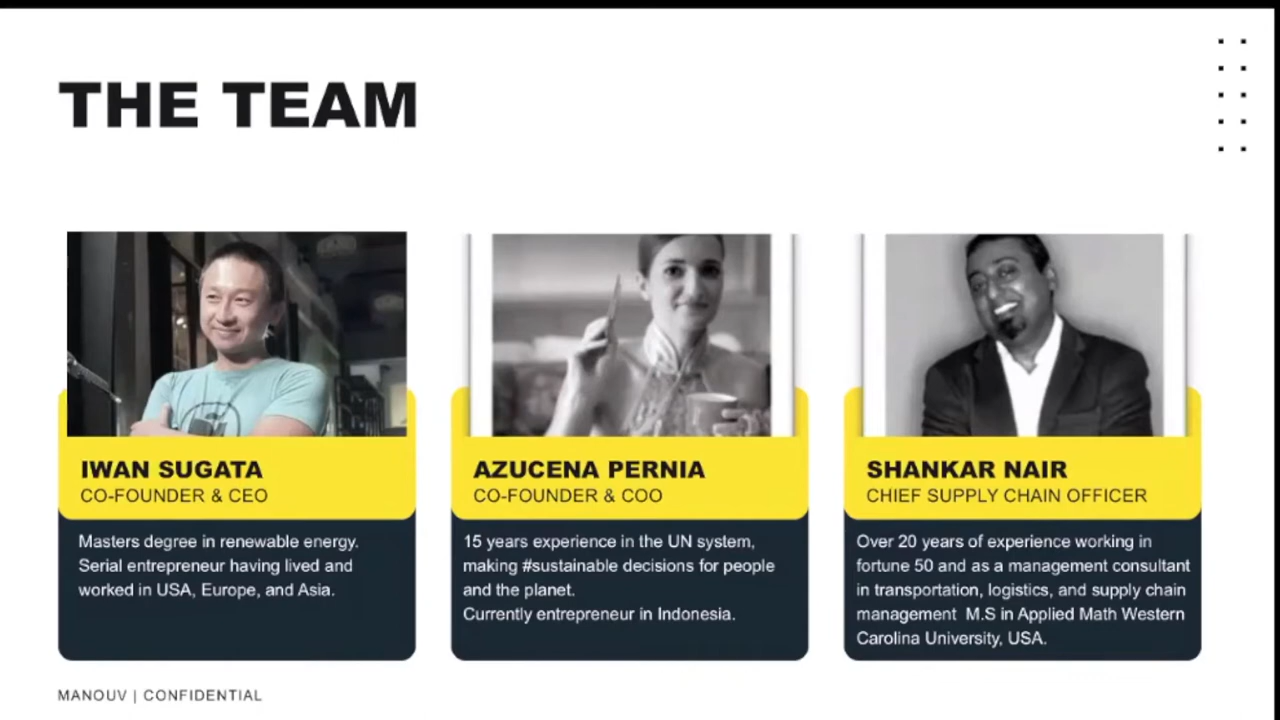 THE TEAM
IWAN SUGATA
CO-FOUNDER & CEO
Masters degree in renewable energy.
Serial entrepreneur having lived and
worked in USA, Europe, and Asia.
AZUCENA PERNIA
CO-FOUNDER & COO
15 years experience in the UN system,
making #sustainable decisions for people
and the planet.
Currently entrepreneur in Indonesia.
SHANKAR NAIR
CHIEF SUPPLY CHAIN OFFICER
Over 20 years of experience working in
fortune 50 and as a management consultant
in transportation, logistics, and supply chain
management  M.S in Applied Math Western
Carolina University, USA.
MANOUV | CONFIDENTIAL